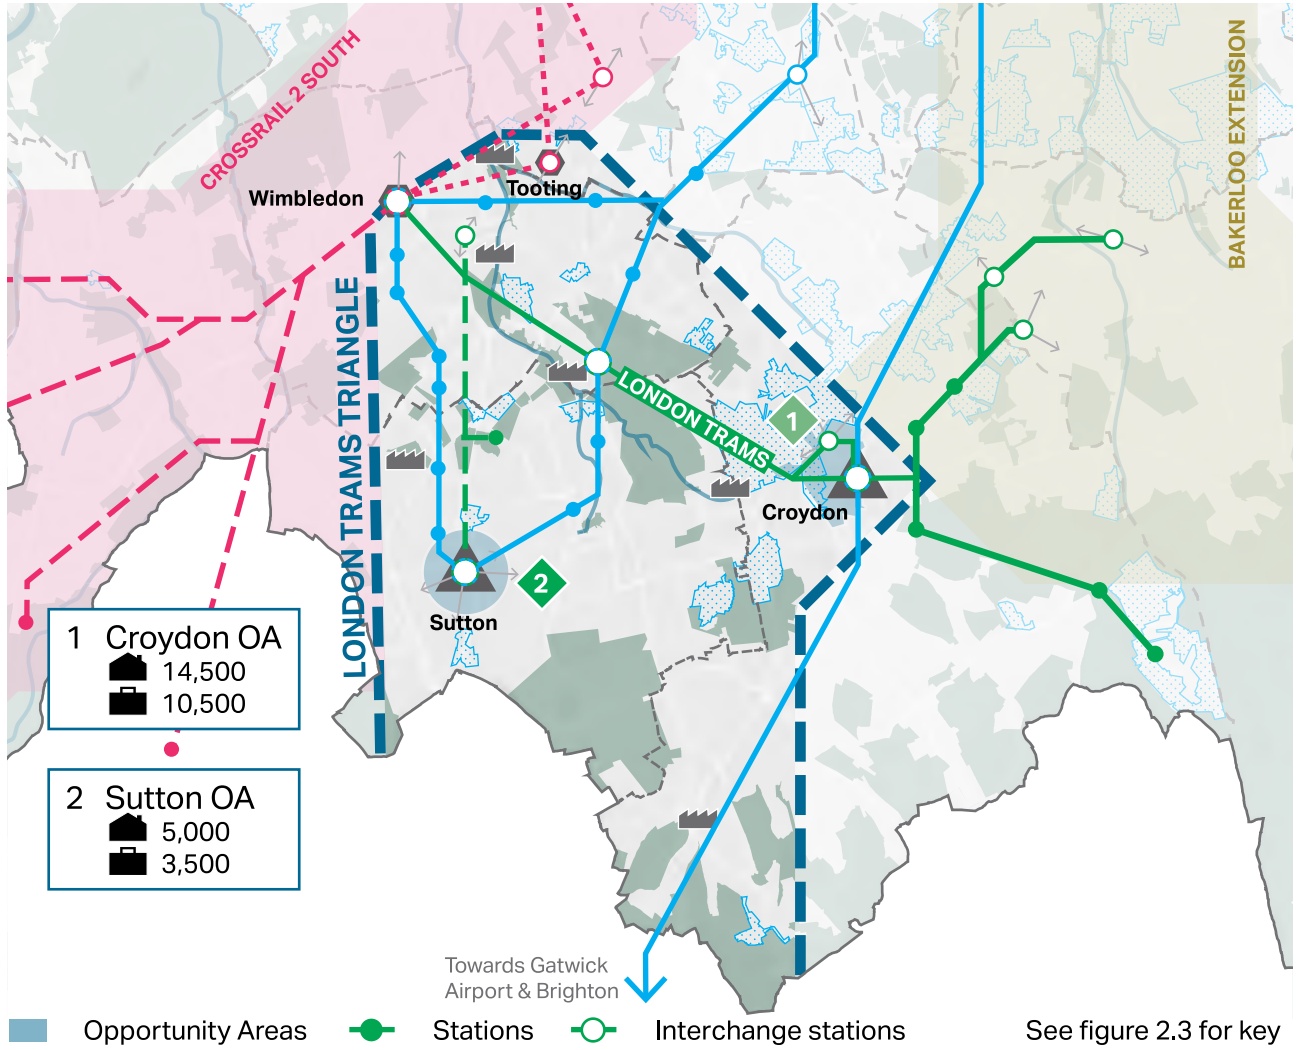 CROSSRAIL 2 SOUTH
BAKERLOO EXTENSION
Wimbledon
Tooting
LONDON TRAMS TRIANGLE
LONDON TRAMS
1
Croydon
2
Sutton
1 Croydon OA
14,500
10,500
2 Sutton OA
5,000
3,500
Towards Gatwick
Airport & Brighton
Opportunity Areas
Stations
Interchange stations
See figure 2.3 for key